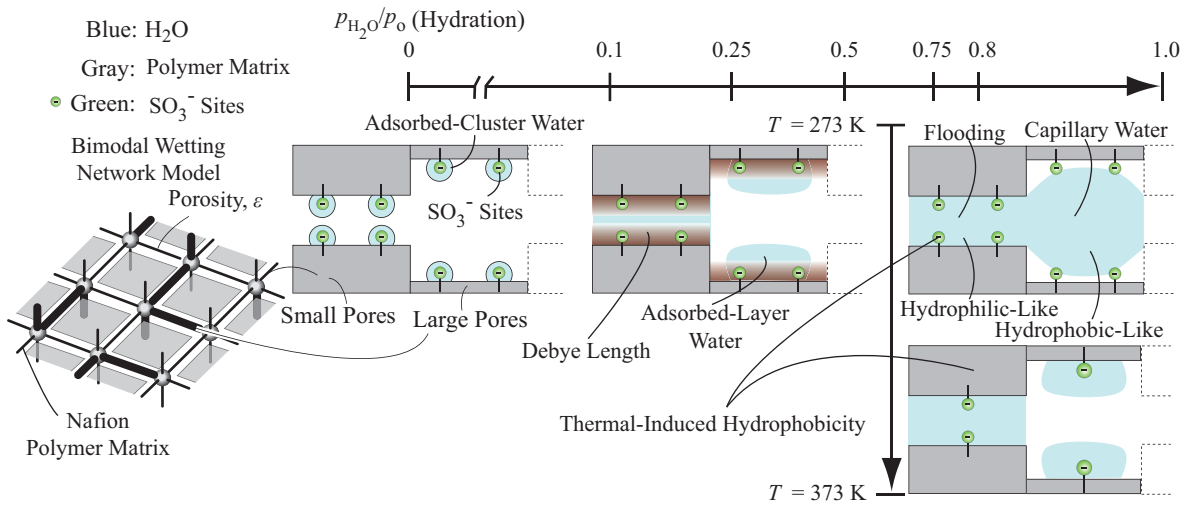 p_H₂O/p_o (Hydration)
0
0.1
0.25
0.5
0.75
0.8
1.0
Blue: H₂O
Gray: Polymer Matrix
Green: SO₃⁻ Sites
Bimodal Wetting
Network Model
Porosity, ε
Nafion
Polymer Matrix
Adsorbed-Cluster Water
SO₃⁻ Sites
Small Pores
Large Pores
Debye Length
Adsorbed-Layer
Water
T = 273 K
Flooding
Capillary Water
Hydrophilic-Like
Hydrophobic-Like
Thermal-Induced Hydrophobicity
T = 373 K